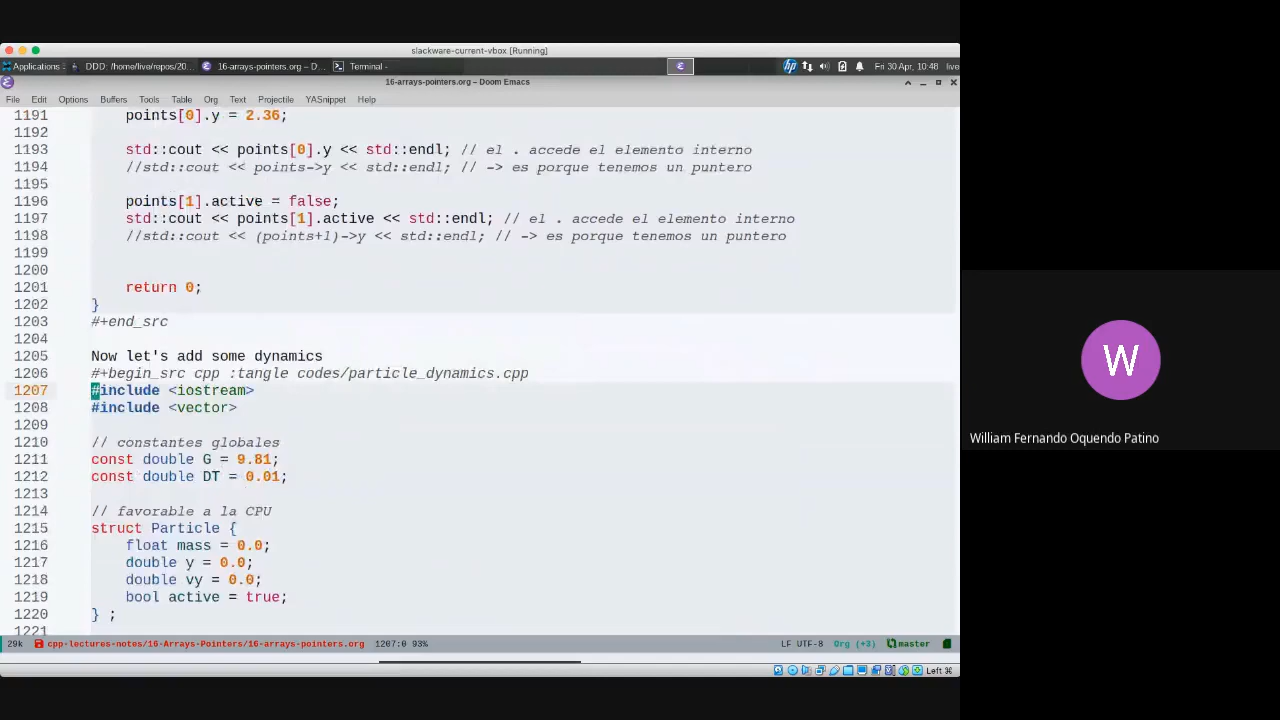 slackware-current-vbox [Running]
Applications DDD: /home/live/repos/20... 16-arrays-pointers.org – D... Terminal - Fri 30 Apr, 10:48 live
16-arrays-pointers.org – Doom Emacs
File Edit Options Buffers Tools Table Org Text Projectile YASnippet Help
1191 points[0].y = 2.36;
1192
1193 std::cout << points[0].y << std::endl; // el . accede el elemento interno
1194 //std::cout << points->y << std::endl; // -> es porque tenemos un puntero
1195
1196 points[1].active = false;
1197 std::cout << points[1].active << std::endl; // el . accede el elemento interno
1198 //std::cout << (points+1)->y << std::endl; // -> es porque tenemos un puntero
1199
1200
1201 return 0;
1202 }
1203 #+end_src
1204
1205 Now let's add some dynamics
1206 #+begin_src cpp :tangle codes/particle_dynamics.cpp
1207 #include <iostream>
1208 #include <vector>
1209
1210 // constantes globales
1211 const double G = 9.81;
1212 const double DT = 0.01;
1213
1214 // favorable a la CPU
1215 struct Particle {
1216 float mass = 0.0;
1217 double y = 0.0;
1218 double vy = 0.0;
1219 bool active = true;
1220 } ;
1221
29k cpp-lectures-notes/16-Arrays-Pointers/16-arrays-pointers.org 1207:0 93% LF UTF-8 Org (+3) master
Left ⌘
W
William Fernando Oquendo Patino